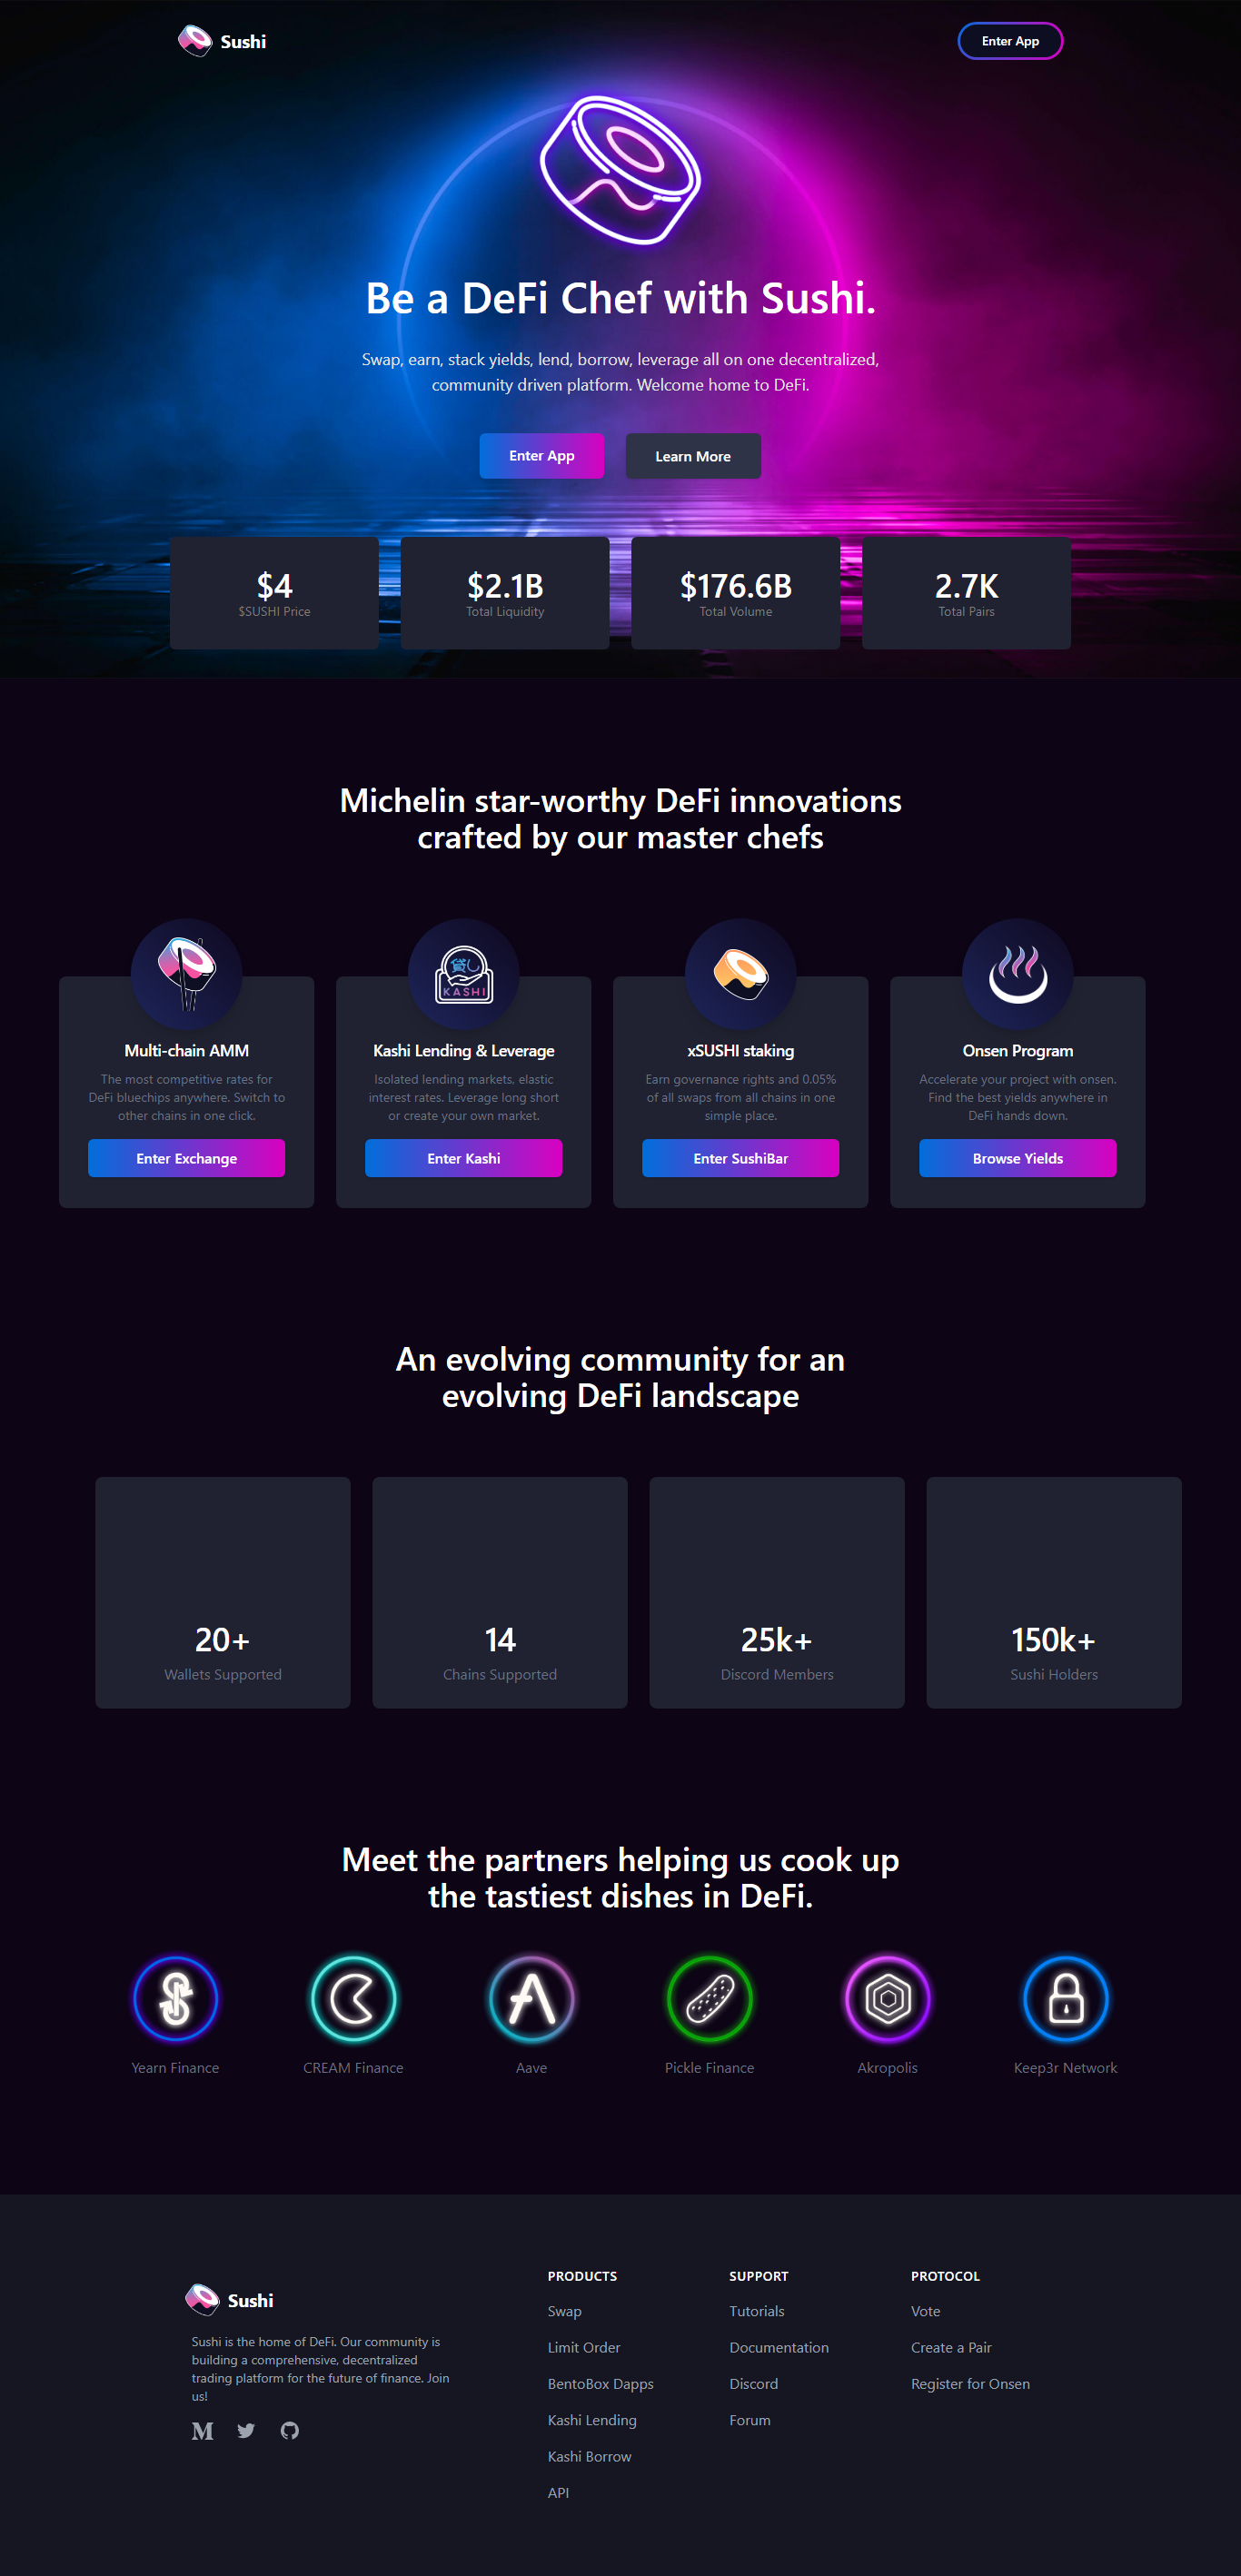 Sushi
Enter App
Be a DeFi Chef with Sushi.
Swap, earn, stack yields, lend, borrow, leverage all on one decentralized,
community driven platform. Welcome home to DeFi.
Enter App
Learn More
$4
$SUSHI Price
$2.1B
Total Liquidity
$176.6B
Total Volume
2.7K
Total Pairs
Michelin star-worthy DeFi innovations
crafted by our master chefs
Multi-chain AMM
The most competitive rates for
DeFi bluechips anywhere. Switch to
other chains in one click.
Enter Exchange
貸し
KASHI
Kashi Lending & Leverage
Isolated lending markets, elastic
interest rates. Leverage long short
or create your own market.
Enter Kashi
xSUSHI staking
Earn governance rights and 0.05%
of all swaps from all chains in one
simple place.
Enter SushiBar
Onsen Program
Accelerate your project with onsen.
Find the best yields anywhere in
DeFi hands down.
Browse Yields
An evolving community for an
evolving DeFi landscape
20+
Wallets Supported
14
Chains Supported
25k+
Discord Members
150k+
Sushi Holders
Meet the partners helping us cook up
the tastiest dishes in DeFi.
Yearn Finance
CREAM Finance
Aave
Pickle Finance
Akropolis
Keep3r Network
Sushi
Sushi is the home of DeFi. Our community is
building a comprehensive, decentralized
trading platform for the future of finance. Join
us!
PRODUCTS
Swap
Limit Order
BentoBox Dapps
Kashi Lending
Kashi Borrow
API
SUPPORT
Tutorials
Documentation
Discord
Forum
PROTOCOL
Vote
Create a Pair
Register for Onsen